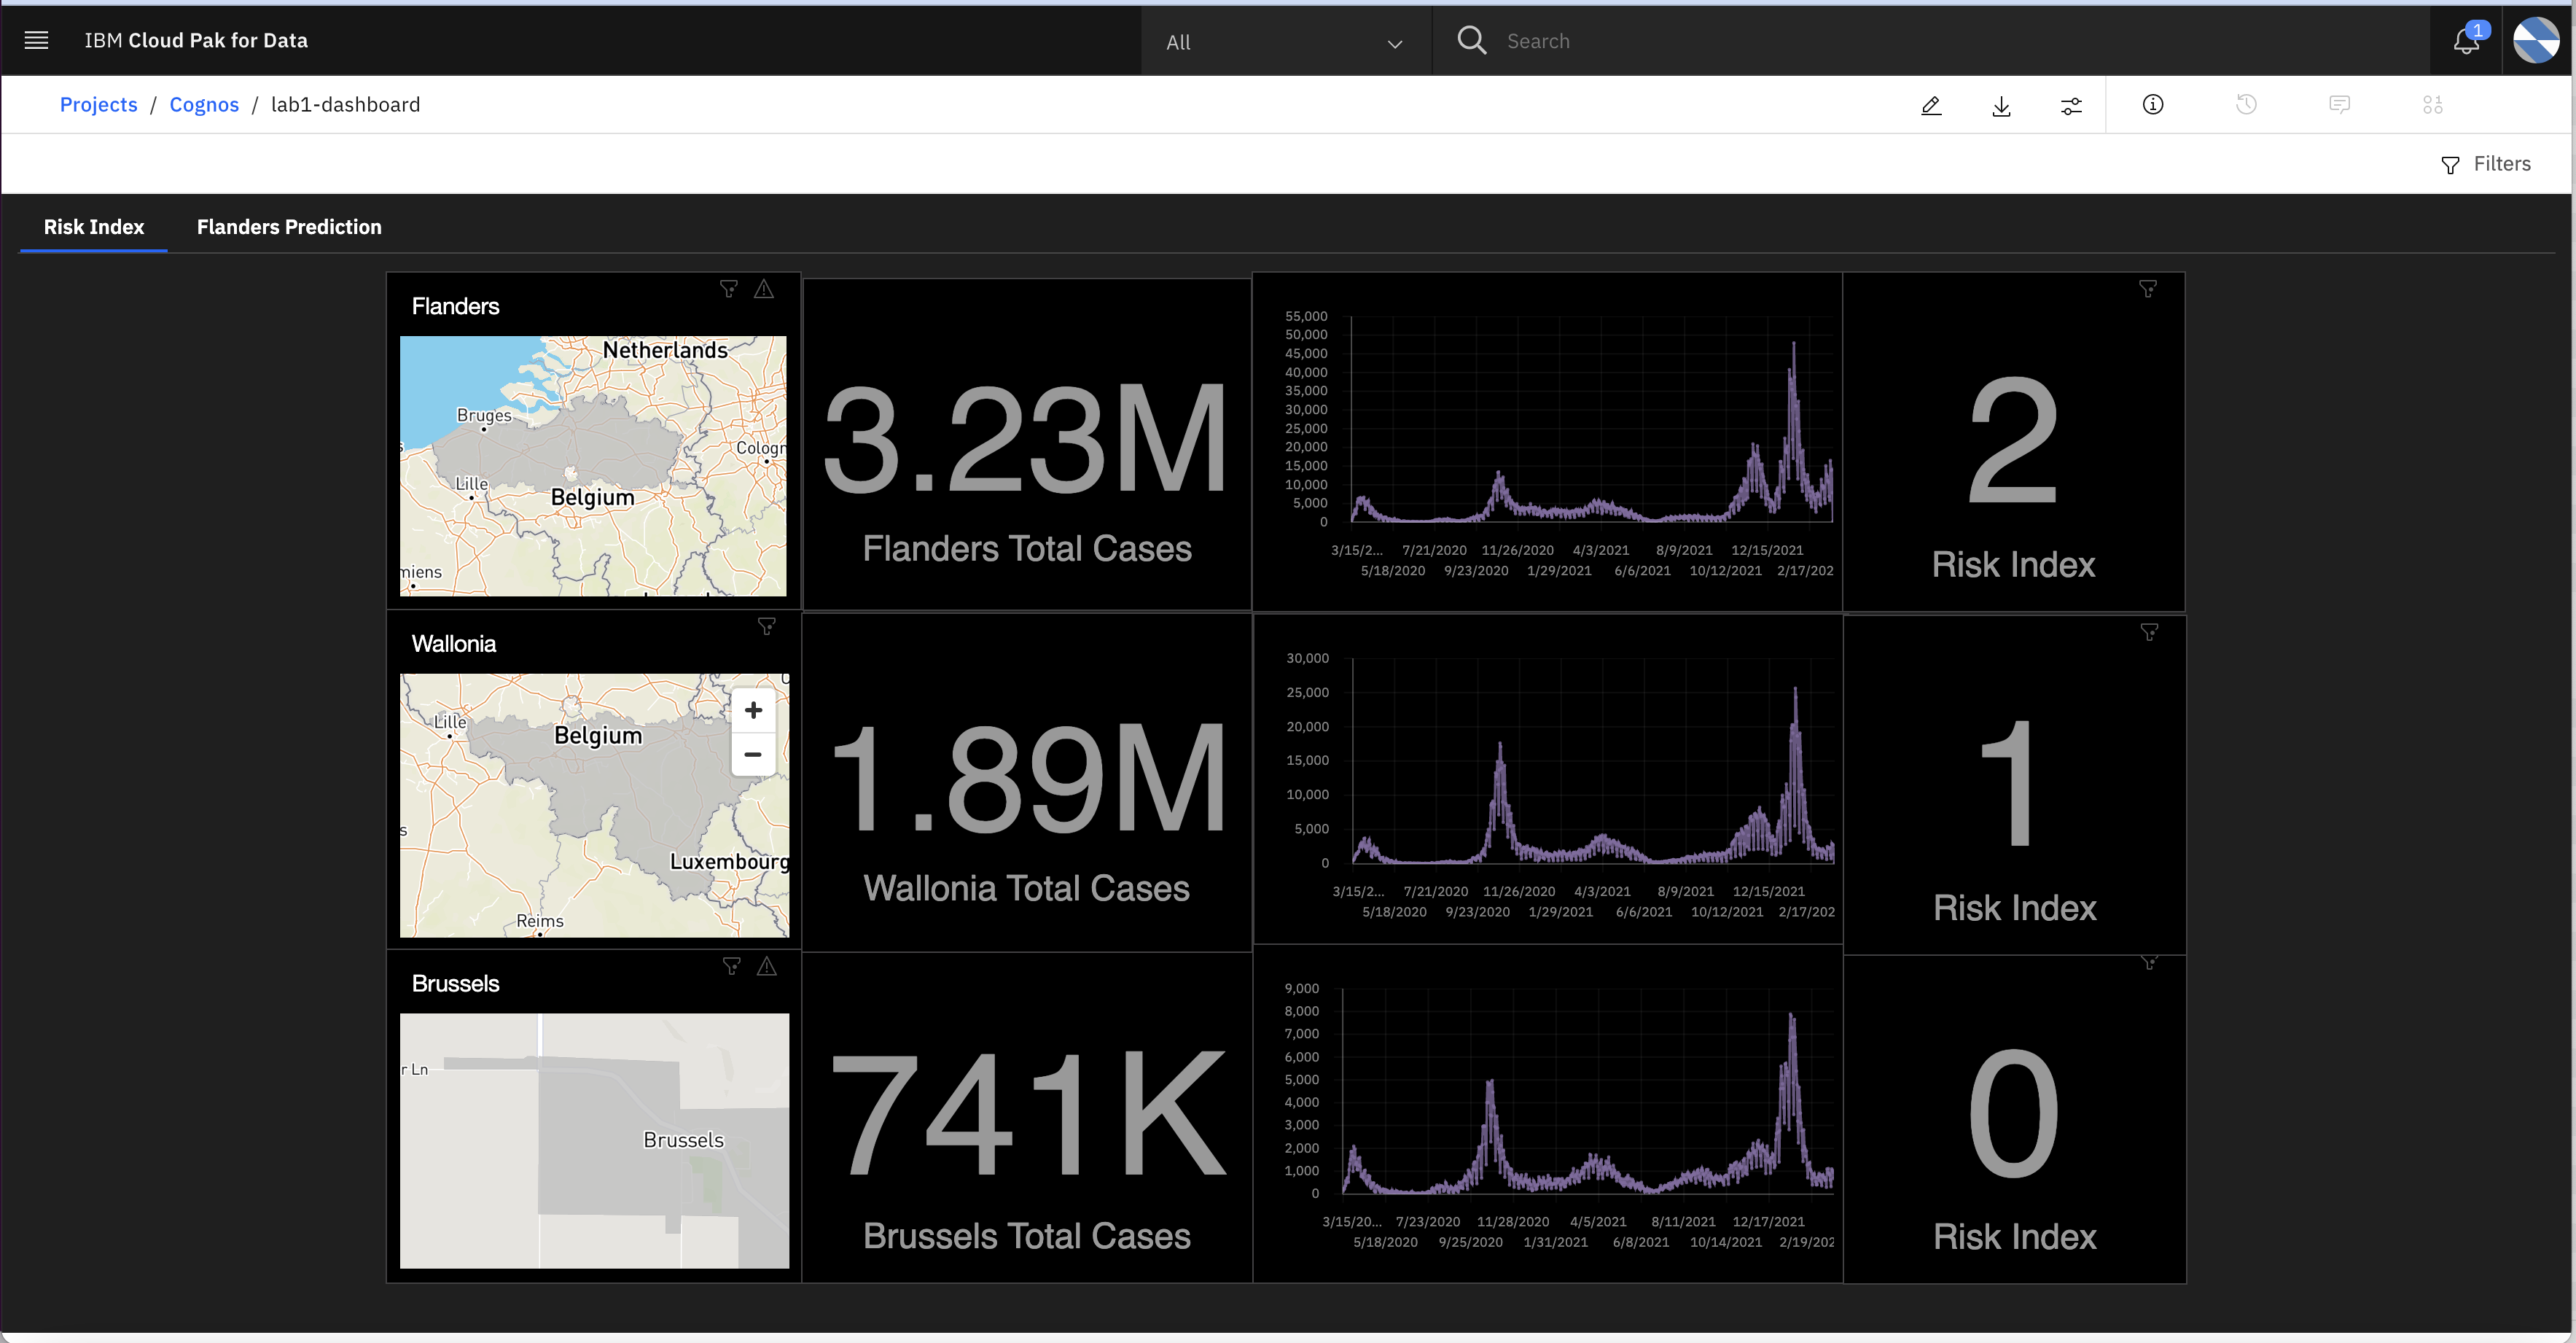 IBM Cloud Pak for Data
All
Search
1
Projects / Cognos / lab1-dashboard
Filters
Risk Index
Flanders Prediction
Flanders
Netherlands
Bruges
Lille
Belgium
3.23M
Flanders Total Cases
55,000
50,000
45,000
40,000
35,000
30,000
25,000
20,000
15,000
10,000
5,000
0
3/15/2... 7/21/2020 11/26/2020 4/3/2021 8/9/2021 12/15/2021
5/18/2020 9/23/2020 1/29/2021 6/6/2021 10/12/2021 2/17/202
2
Risk Index
Wallonia
Lille
Belgium
+
−
Luxembourg
Reims
1.89M
Wallonia Total Cases
30,000
25,000
20,000
15,000
10,000
5,000
0
3/15/2... 7/21/2020 11/26/2020 4/3/2021 8/9/2021 12/15/2021
5/18/2020 9/23/2020 1/29/2021 6/6/2021 10/12/2021 2/17/202
1
Risk Index
Brussels
r Ln
Brussels
741K
Brussels Total Cases
9,000
8,000
7,000
6,000
5,000
4,000
3,000
2,000
1,000
0
3/15/20... 7/23/2020 11/28/2020 4/5/2021 8/11/2021 12/17/2021
5/18/2020 9/25/2020 1/31/2021 6/8/2021 10/14/2021 2/19/202
0
Risk Index